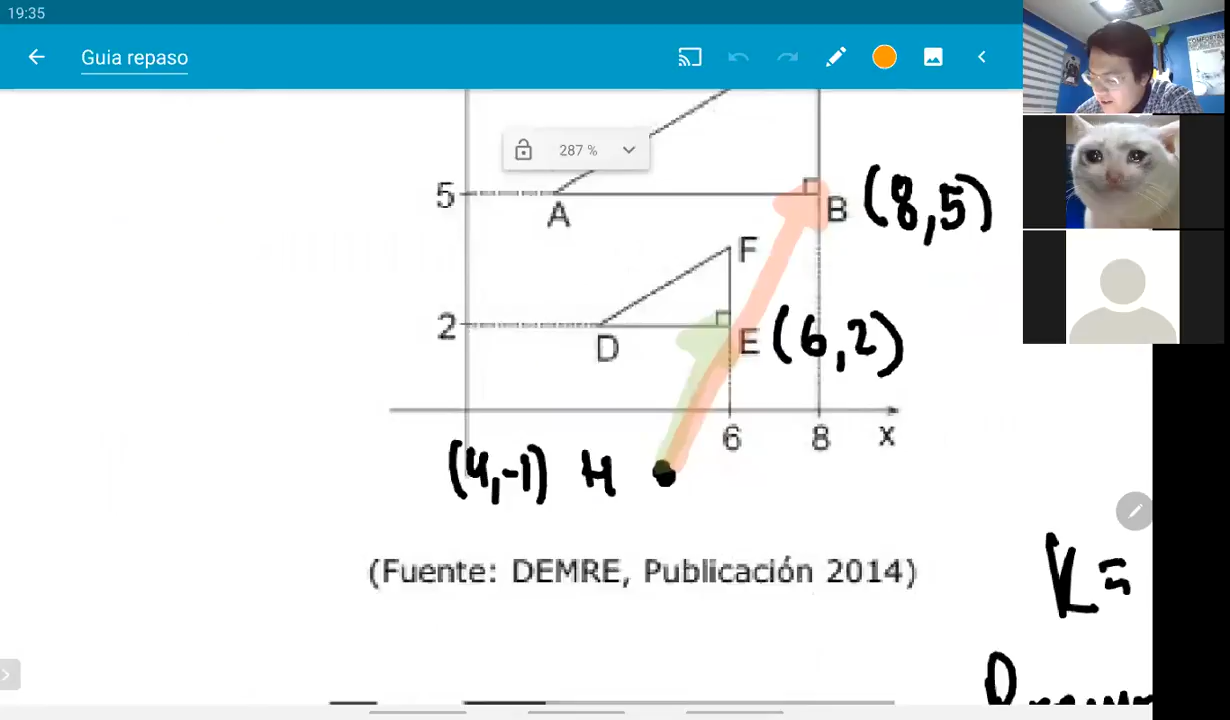 19:35
Guia repaso
287 %
5
A
B (8,5)
F
2
D
E (6,2)
6 8 x
(4,-1) H
(Fuente: DEMRE, Publicación 2014)
K=